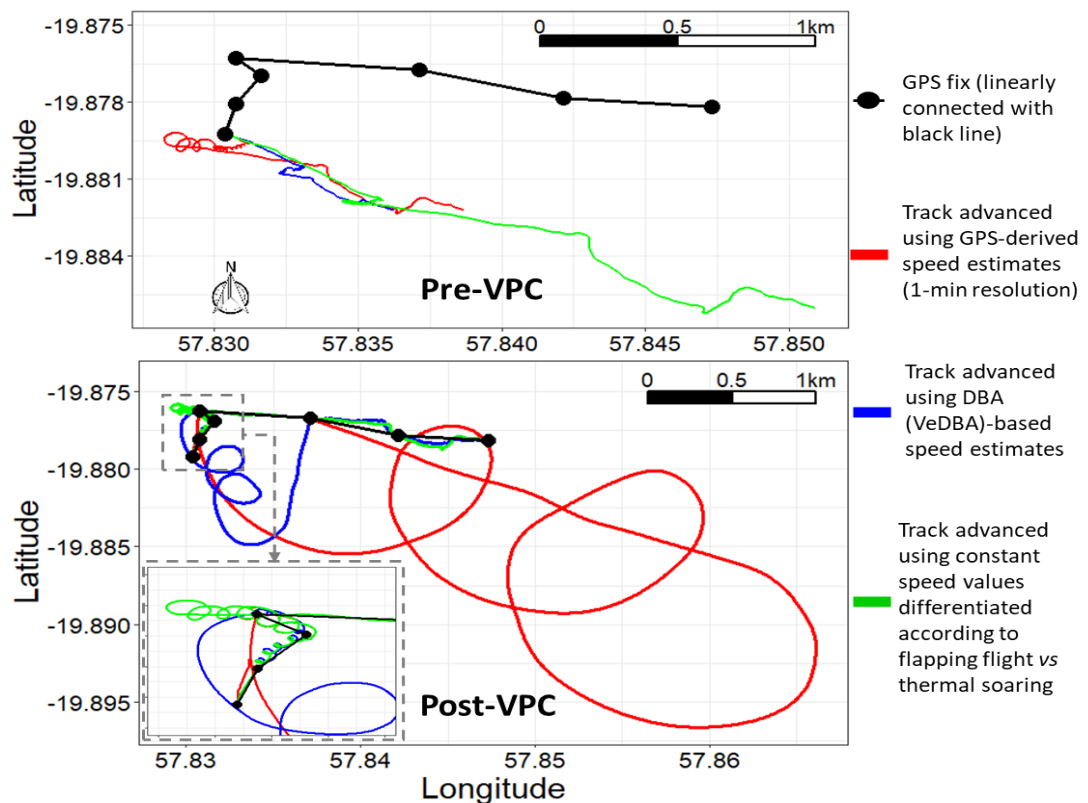 -19.875
-19.878
-19.881
-19.884
Latitude
0
0.5
1km
N
Pre-VPC
57.830
57.835
57.840
57.845
57.850
-19.875
-19.880
-19.885
-19.890
-19.895
Latitude
0
0.5
1km
Post-VPC
57.83
57.84
57.85
57.86
Longitude
GPS fix (linearly
connected with
black line)
Track advanced
using GPS-derived
speed estimates
(1-min resolution)
Track advanced
using DBA
(VeDBA)-based
speed estimates
Track advanced
using constant
speed values
differentiated
according to
flapping flight vs
thermal soaring